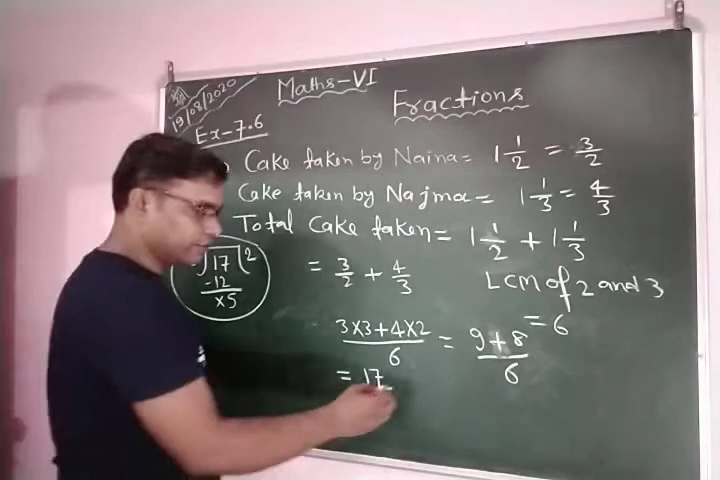 Maths-VI
19/08/2020
Fractions
Ex-7.6
Cake taken by Naina= 1 1/2 = 3/2
Cake taken by Najma= 1 1/3 = 4/3
Total Cake taken= 1 1/2 + 1 1/3
17 2
-12
x5
= 3/2 + 4/3
LCM of 2 and 3
= 6
3x3+4x2/6 = 9+8/6
= 17